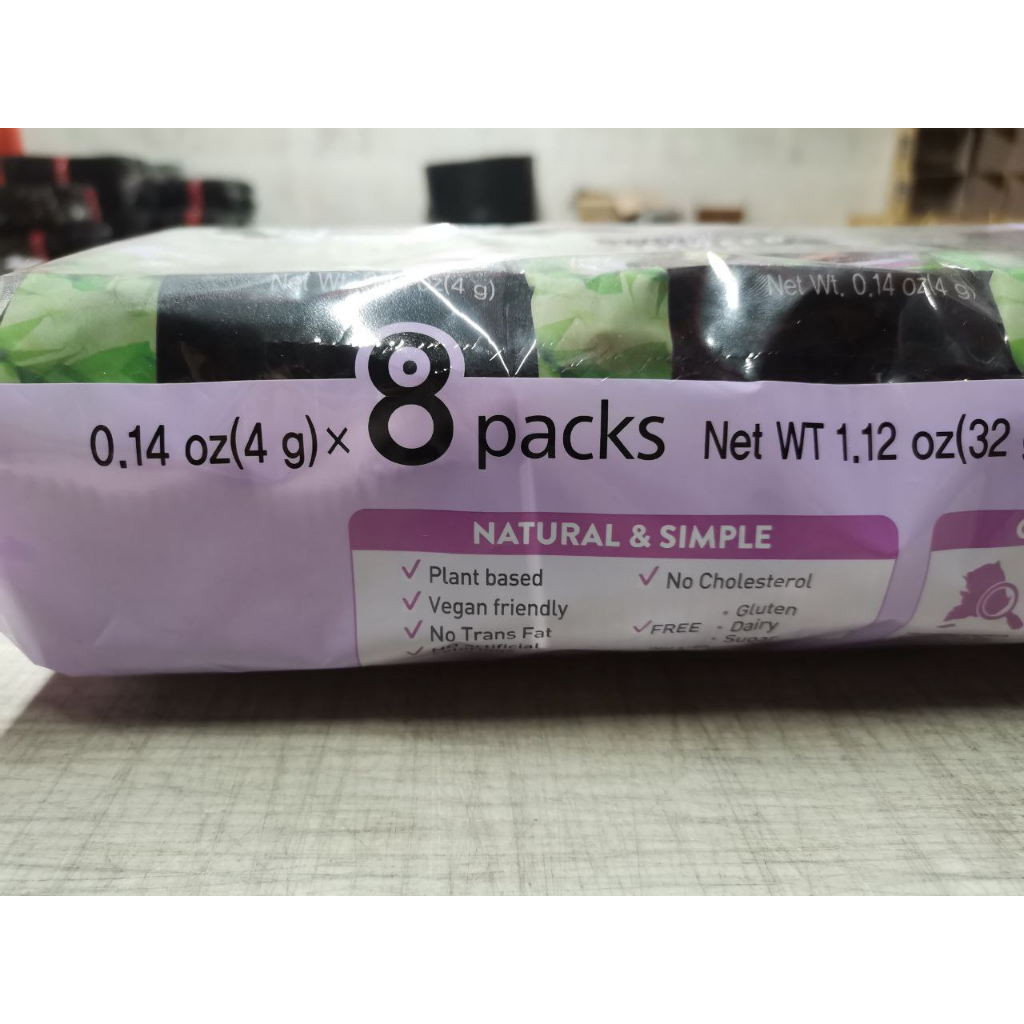 Net Wt. 0.14 oz(4 g)
0.14 oz(4 g) × 8 packs Net WT 1.12 oz(32
NATURAL & SIMPLE
✓ Plant based
✓ Vegan friendly
✓ No Trans Fat
✓ No Cholesterol
✓ FREE
• Gluten
• Dairy
• Sugar